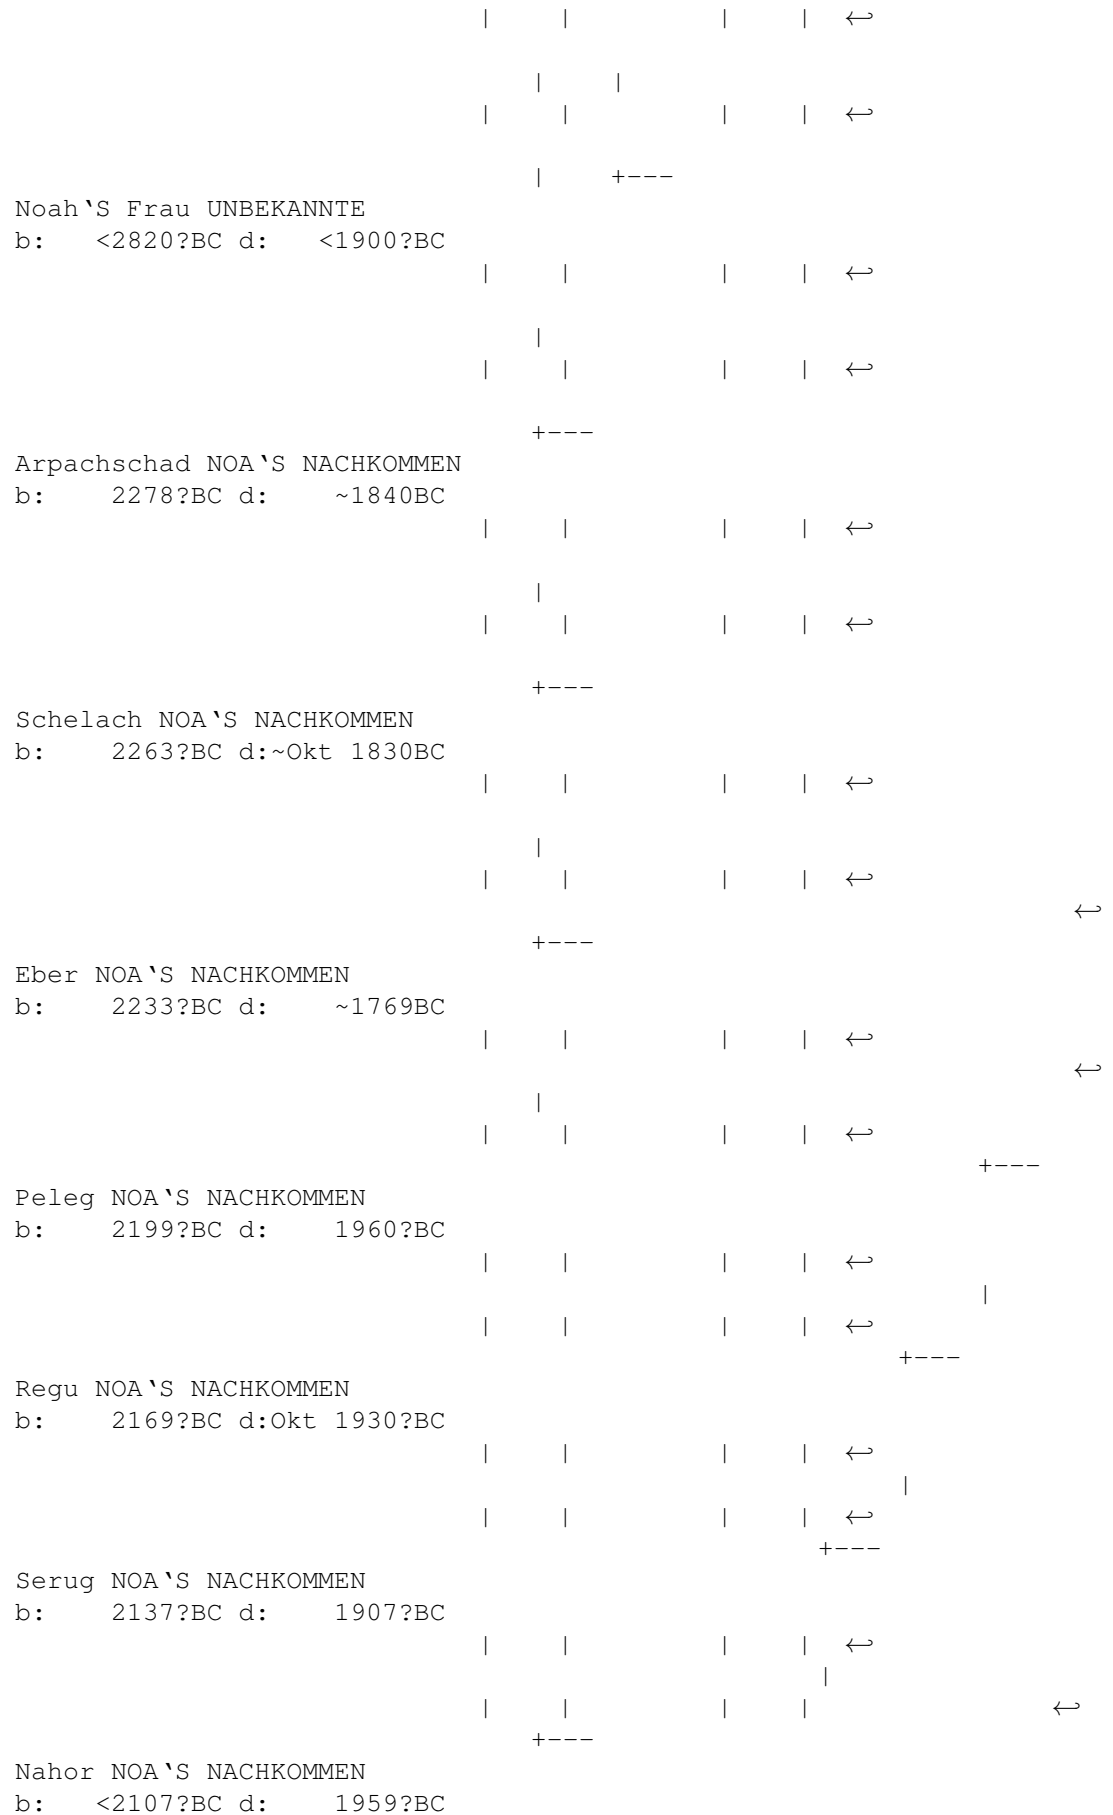 |    |          |    | ↩
|    |
|    |          |    | ↩
|    +---
Noah‘S Frau UNBEKANNTE
b:   <2820?BC d:   <1900?BC
|    |          |    | ↩
|
|    |          |    | ↩
+---
Arpachschad NOA‘S NACHKOMMEN
b:    2278?BC d:    ~1840BC
|    |          |    | ↩
|
|    |          |    | ↩
+---
Schelach NOA‘S NACHKOMMEN
b:    2263?BC d:~Okt 1830BC
|    |          |    | ↩
|
|    |          |    | ↩
↩
+---
Eber NOA‘S NACHKOMMEN
b:    2233?BC d:    ~1769BC
|    |          |    | ↩
↩
|
|    |          |    | ↩
+---
Peleg NOA‘S NACHKOMMEN
b:    2199?BC d:    1960?BC
|    |          |    | ↩
|
|    |          |    | ↩
+---
Regu NOA‘S NACHKOMMEN
b:    2169?BC d:Okt 1930?BC
|    |          |    | ↩
|
|    |          |    | ↩
+---
Serug NOA‘S NACHKOMMEN
b:    2137?BC d:    1907?BC
|    |          |    | ↩
|
|    |          |    |                ↩
+---
Nahor NOA‘S NACHKOMMEN
b:   <2107?BC d:    1959?BC